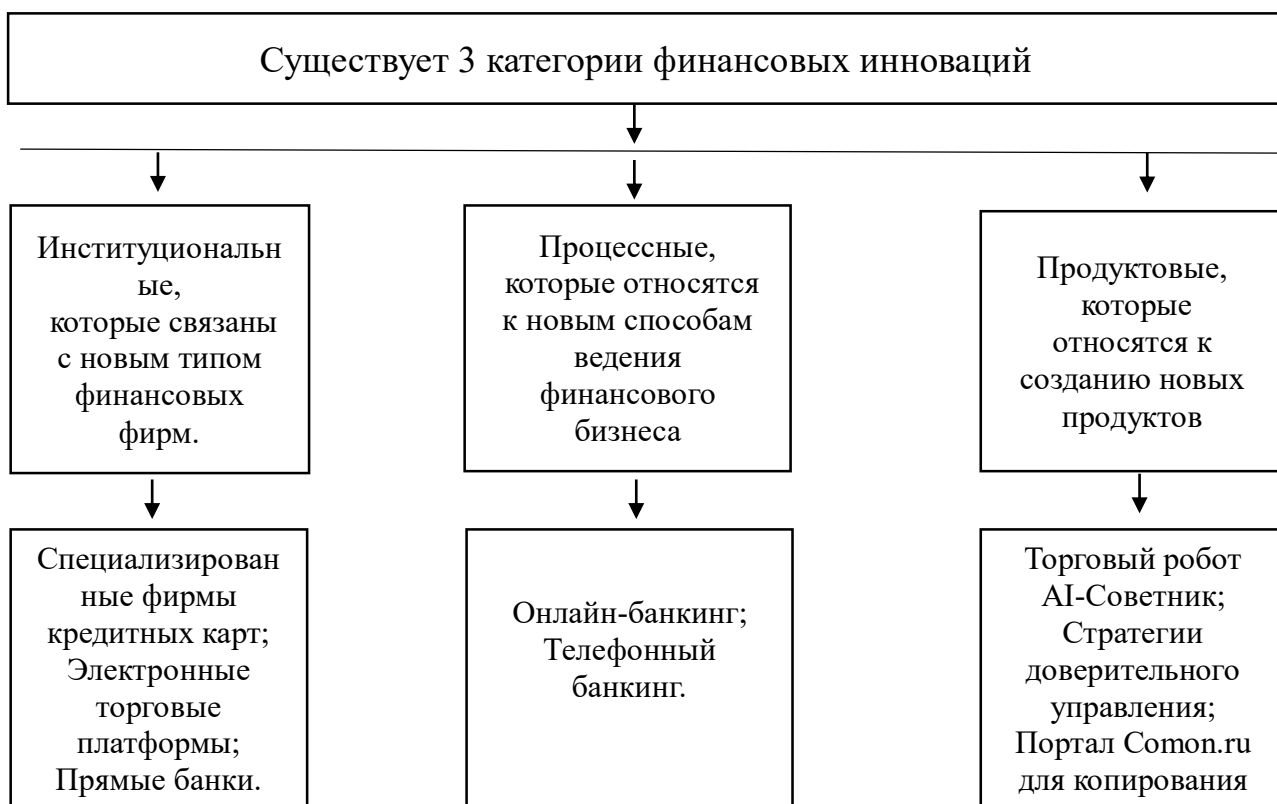 Существует 3 категории финансовых инноваций
Институциональн
ые,
которые связаны
с новым типом
финансовых
фирм.
Процессные,
которые относятся
к новым способам
ведения
финансового
бизнеса
Продуктовые,
которые
относятся к
созданию новых
продуктов
Специализирован
ные фирмы
кредитных карт;
Электронные
торговые
платформы;
Прямые банки.
Онлайн-банкинг;
Телефонный
банкинг.
Торговый робот
AI-Советник;
Стратегии
доверительного
управления;
Портал Comon.ru
для копирования